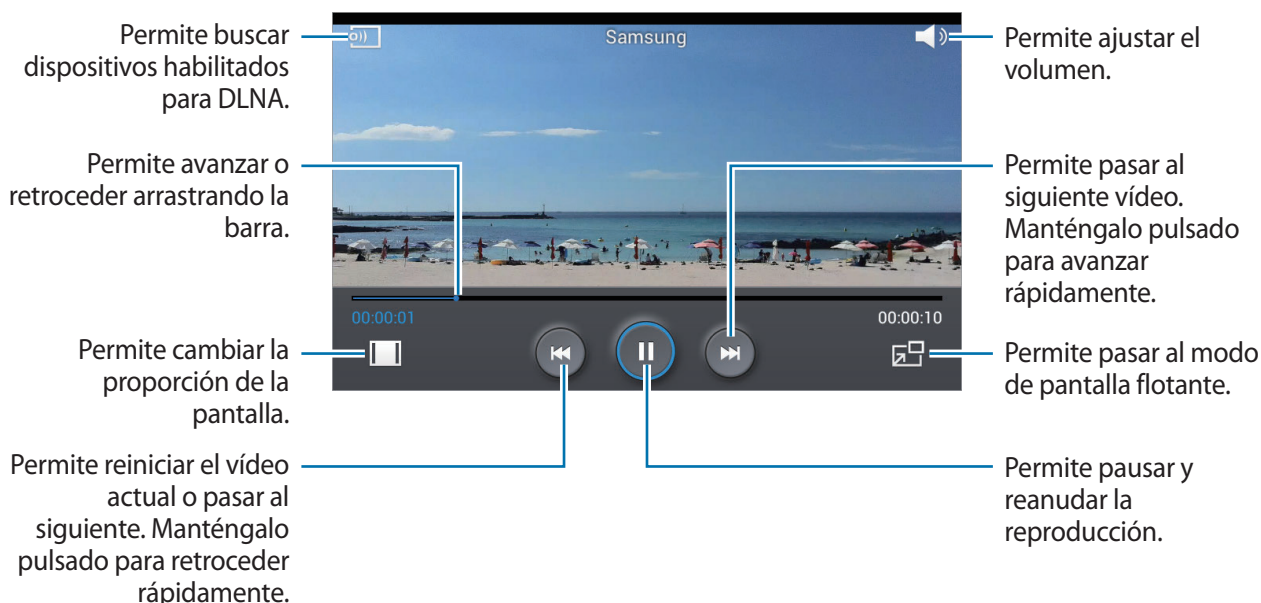 Permite buscar
dispositivos habilitados
para DLNA.
Permite avanzar o
retroceder arrastrando la
barra.
Permite cambiar la
proporción de la
pantalla.
Permite reiniciar el vídeo
actual o pasar al
siguiente. Manténgalo
pulsado para retroceder
rápidamente.
Samsung
00:00:01
00:00:10
Permite ajustar el
volumen.
Permite pasar al
siguiente vídeo.
Manténgalo pulsado
para avanzar
rápidamente.
Permite pasar al modo
de pantalla flotante.
Permite pausar y
reanudar la
reproducción.